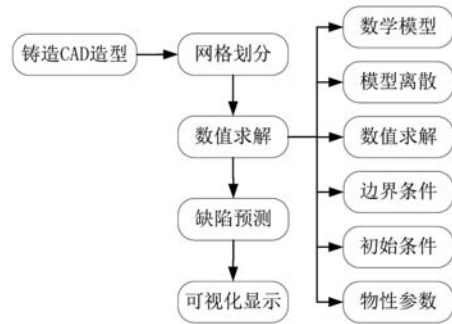 铸造CAD造型
网格划分
数值求解
缺陷预测
可视化显示
数学模型
模型离散
数值求解
边界条件
初始条件
物性参数